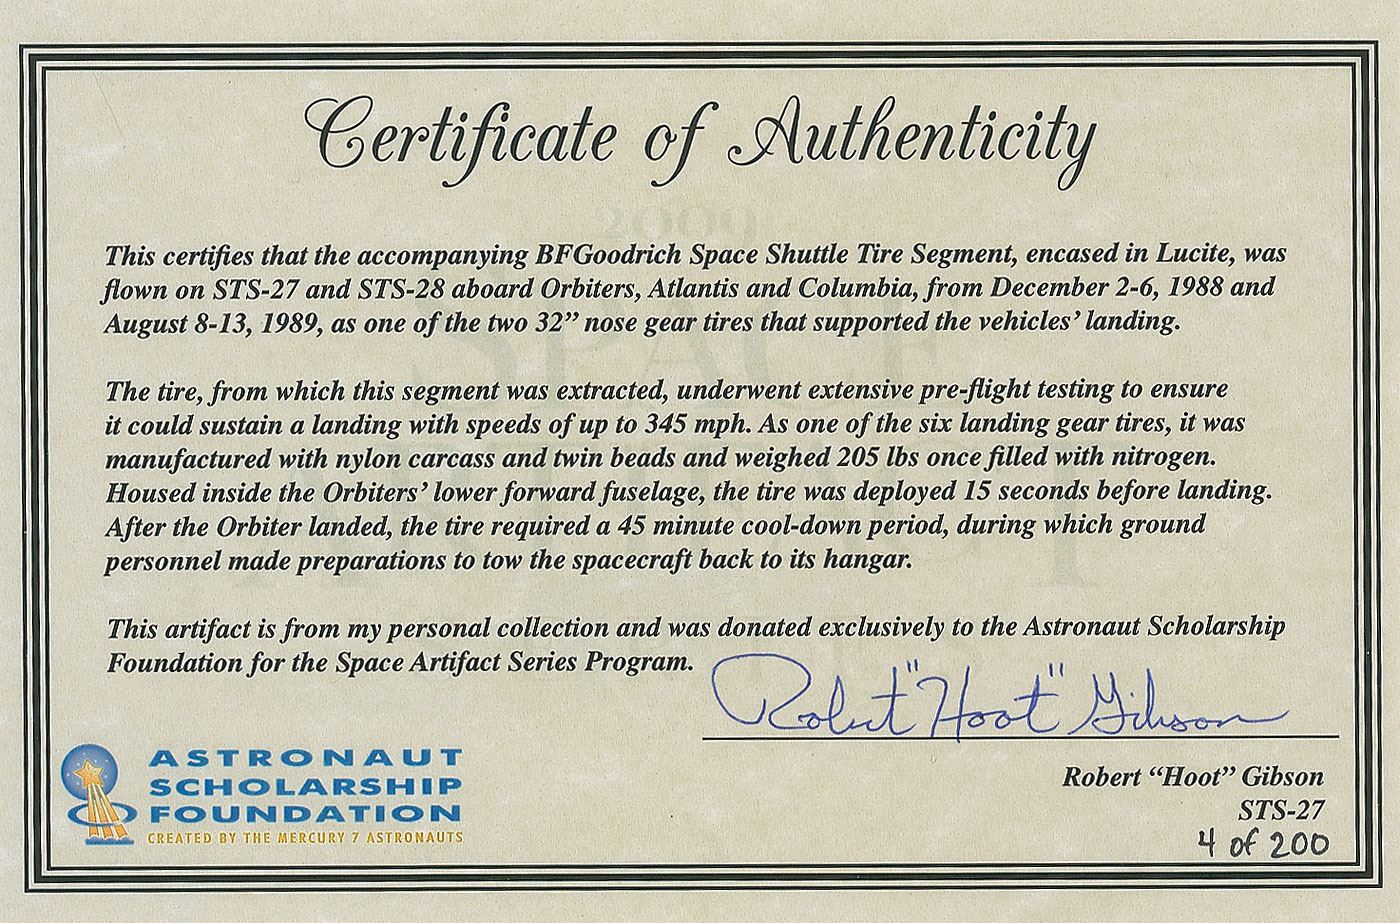 Certificate of Authenticity
2009
This certifies that the accompanying BFGoodrich Space Shuttle Tire Segment, encased in Lucite, was
flown on STS-27 and STS-28 aboard Orbiters, Atlantis and Columbia, from December 2-6, 1988 and
August 8-13, 1989, as one of the two 32” nose gear tires that supported the vehicles’ landing.
SPACE
The tire, from which this segment was extracted, underwent extensive pre-flight testing to ensure
it could sustain a landing with speeds of up to 345 mph. As one of the six landing gear tires, it was
manufactured with nylon carcass and twin beads and weighed 205 lbs once filled with nitrogen.
Housed inside the Orbiters’ lower forward fuselage, the tire was deployed 15 seconds before landing.
After the Orbiter landed, the tire required a 45 minute cool-down period, during which ground
personnel made preparations to tow the spacecraft back to its hangar.
This artifact is from my personal collection and was donated exclusively to the Astronaut Scholarship
Foundation for the Space Artifact Series Program.
Robert "Hoot" Gibson
Robert “Hoot” Gibson
STS-27
4 of 200
ASTRONAUT
SCHOLARSHIP
FOUNDATION
CREATED BY THE MERCURY 7 ASTRONAUTS